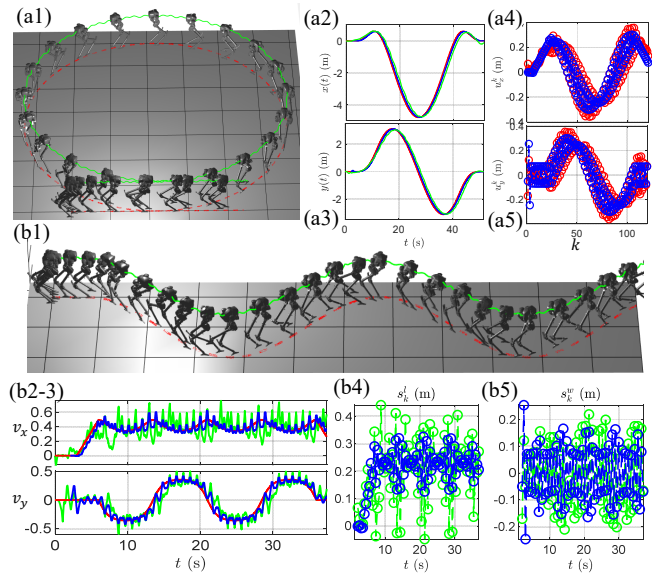 (a1)
(a2)
(a4)
x(t) (m)
0
-2
-4
u_x^k (m)
0.4
0.2
0
-0.2
0.4
y(t) (m)
2
0
-2
0
20
40
t (s)
(a3)
u_y^k (m)
0.4
0.2
0
-0.2
0
50
100
k
(a5)
(b1)
(b2-3)
v_x
0.6
0.4
0.2
0
v_y
0.5
0
-0.5
0
10
20
30
t (s)
(b4)
s_k^l (m)
0.4
0.3
0.2
0.1
0
10
20
30
t (s)
(b5)
s_k^w (m)
0.2
0.1
0
-0.1
-0.2
10
20
30
t (s)